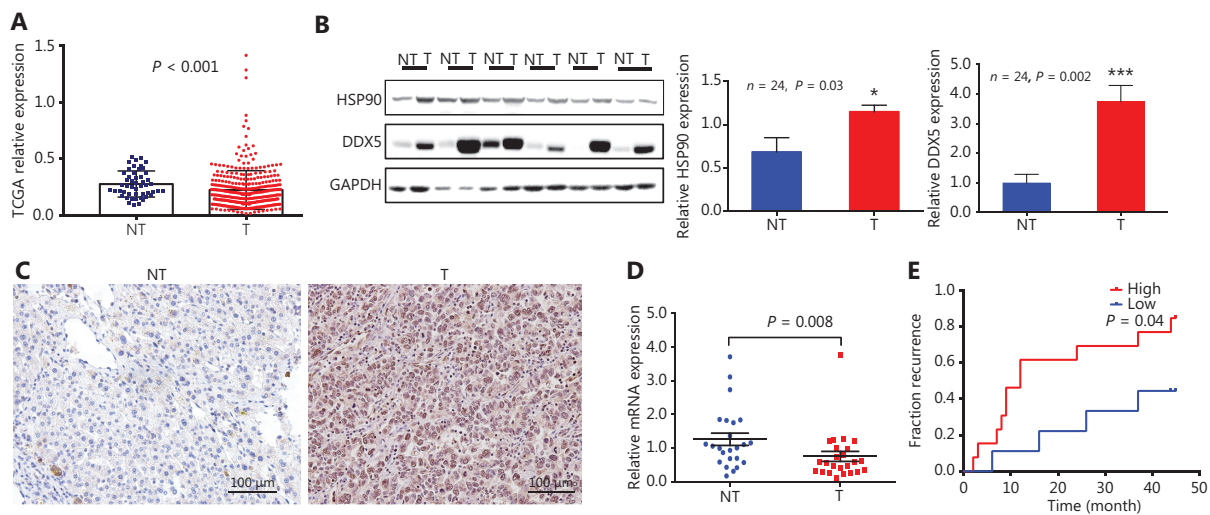 A
TCGA relative expression
1.5
1.0
0.5
0.0
P < 0.001
NT
T
B
NT T NT T NT T NT T NT T NT T
HSP90
DDX5
GAPDH
Relative HSP90 expression
2.0
1.5
1.0
0.5
0.0
n = 24, P = 0.03
*
NT
T
Relative DDX5 expression
5.0
4.0
3.0
2.0
1.0
0.0
n = 24, P = 0.002
***
NT
T
C
NT
T
100 μm
100 μm
D
Relative mRNA expression
5.0
4.0
3.0
2.0
1.0
0.0
P = 0.008
NT
T
E
Fraction recurrence
1.0
0.8
0.6
0.4
0.2
0.0
High
Low
P = 0.04
0 10 20 30 40 50
Time (month)